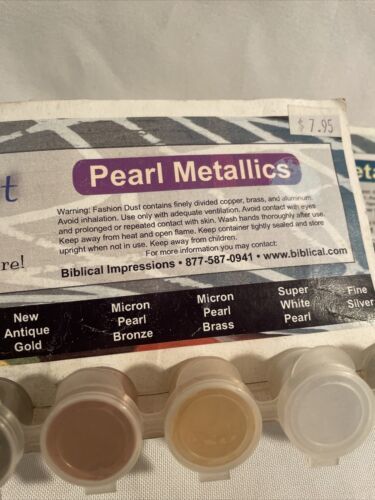 $7.95
t
Pearl Metallics
Warning: Fashion Dust contains finely divided copper, brass, and aluminum.
Avoid inhalation. Use only with adequate ventilation. Avoid contact with eyes
and prolonged or repeated contact with skin. Wash hands thoroughly after use.
Keep away from heat and open flame. Keep container tightly sealed and store
upright when not in use. Keep away from children.
For more information you may contact:
Biblical Impressions • 877-587-0941 • www.biblical.com
re!
New
Antique
Gold
Micron
Pearl
Bronze
Micron
Pearl
Brass
Super
White
Pearl
Fine
Silver